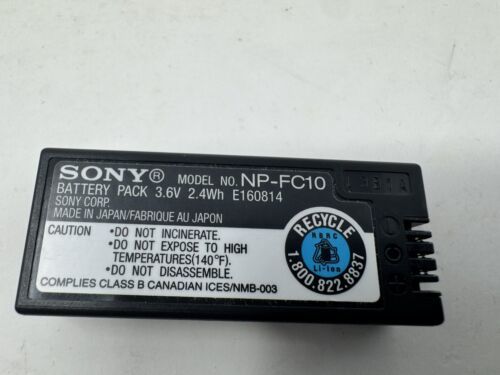 SONY® MODEL NO. NP-FC10
BATTERY PACK 3.6V 2.4Wh E160814
SONY CORP.
MADE IN JAPAN/FABRIQUE AU JAPON
CAUTION
•DO NOT INCINERATE.
•DO NOT EXPOSE TO HIGH
TEMPERATURES(140°F).
•DO NOT DISASSEMBLE.
COMPLIES CLASS B CANADIAN ICES/NMB-003
RECYCLE
RBRC
Li-Ion
1.800.822.8837